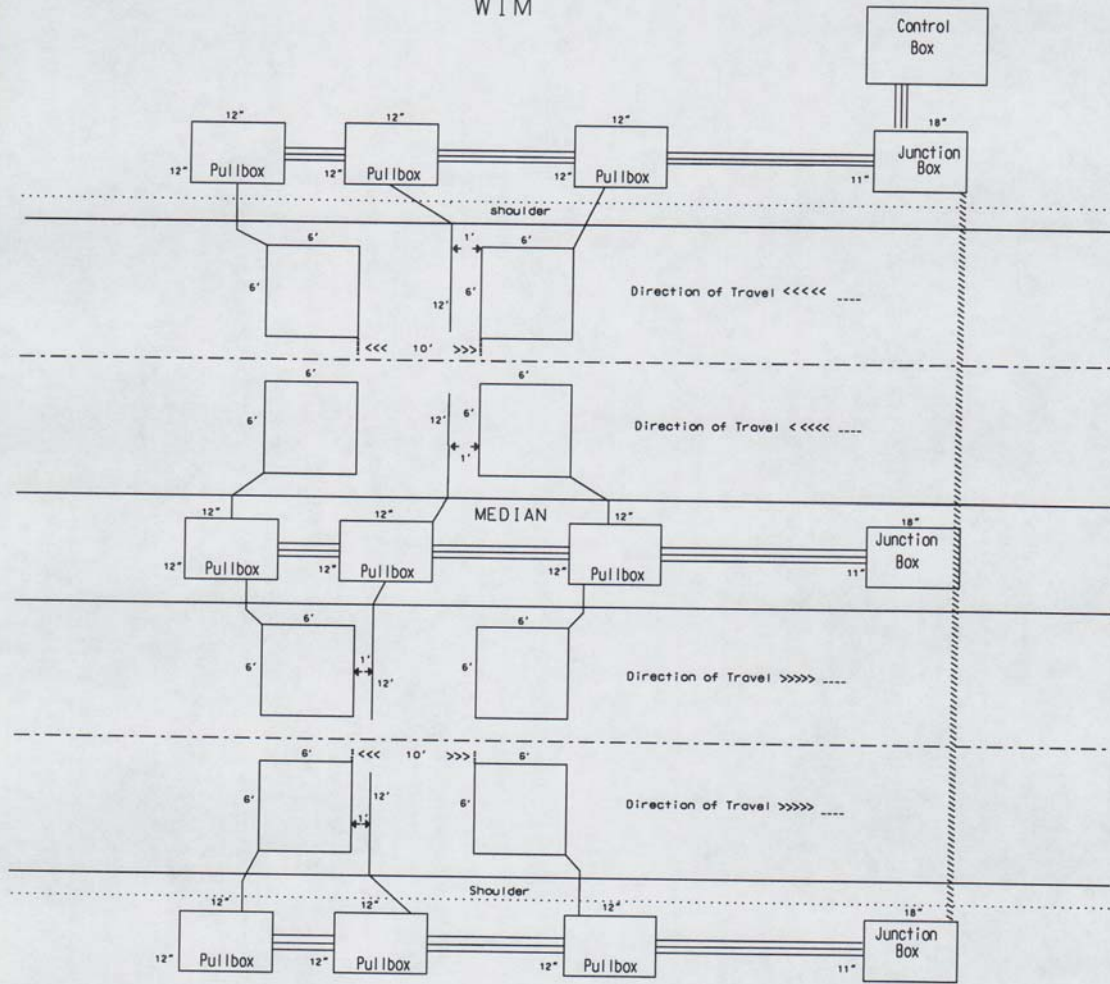 WIM
Control
Box
12" 12" 12" 18"
12" Pullbox 12" Pullbox 12" Pullbox 11" Junction
Box
shoulder
6' 1' 6'
6' 12' 6' Direction of Travel <<<<< ----
<<< 10' >>>
6' 6'
6' 12' 6' Direction of Travel <<<<< ----
1'
12" 12" MEDIAN 12" 18"
12" Pullbox 12" Pullbox 12" Pullbox 11" Junction
Box
6' 6'
6' 1' 12' 6' Direction of Travel >>>>> ----
6' <<< 10' >>> 6'
6' 12' 6' Direction of Travel >>>>> ----
1'
Shoulder
12" 12" 12" 18"
12" Pullbox 12" Pullbox 12" Pullbox 11" Junction
Box